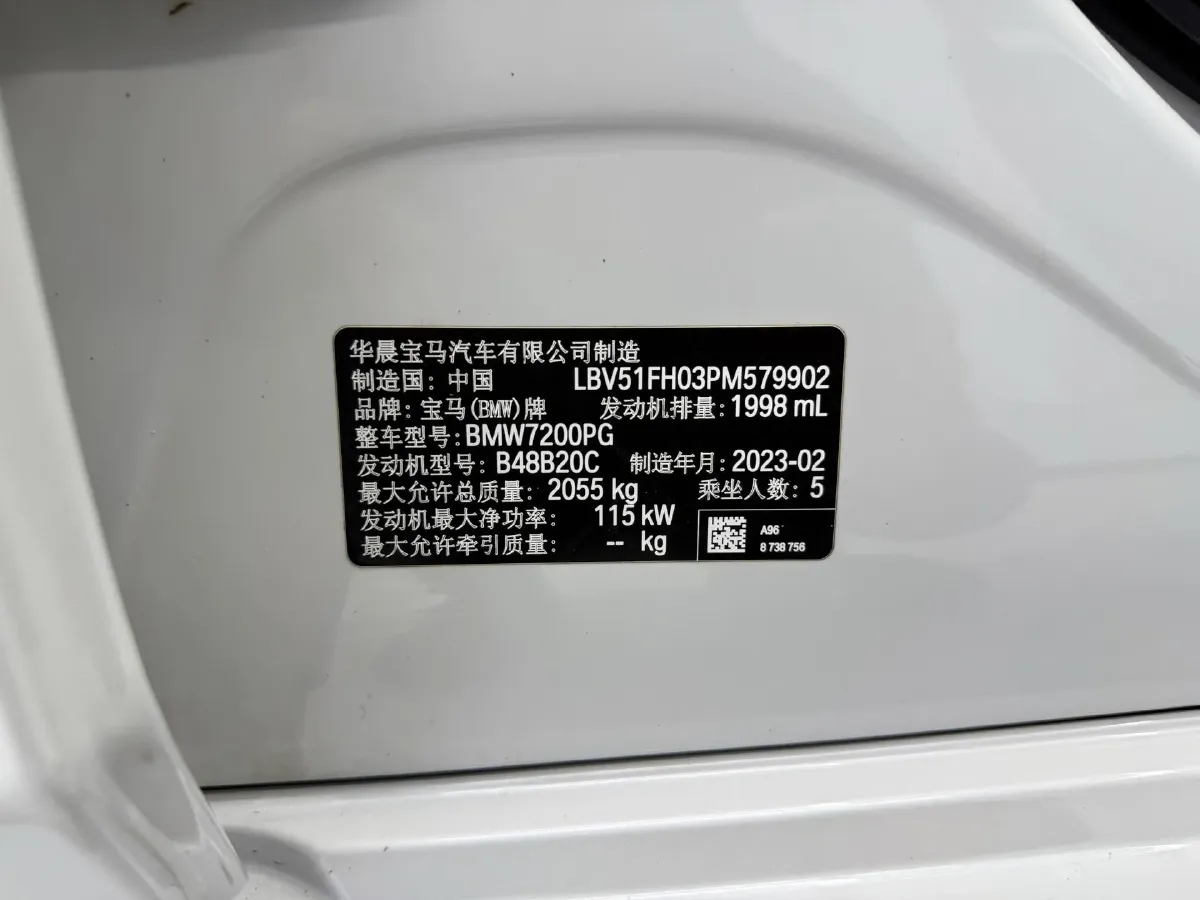 华晨宝马汽车有限公司制造
制造国：中国 LBV51FH03PM579902
品牌：宝马(BMW)牌 发动机排量：1998 mL
整车型号：BMW7200PG
发动机型号：B48B20C 制造年月：2023-02
最大允许总质量：2055 kg 乘坐人数：5
发动机最大净功率：115 kW
最大允许牵引质量：-- kg
A96
8 738 756